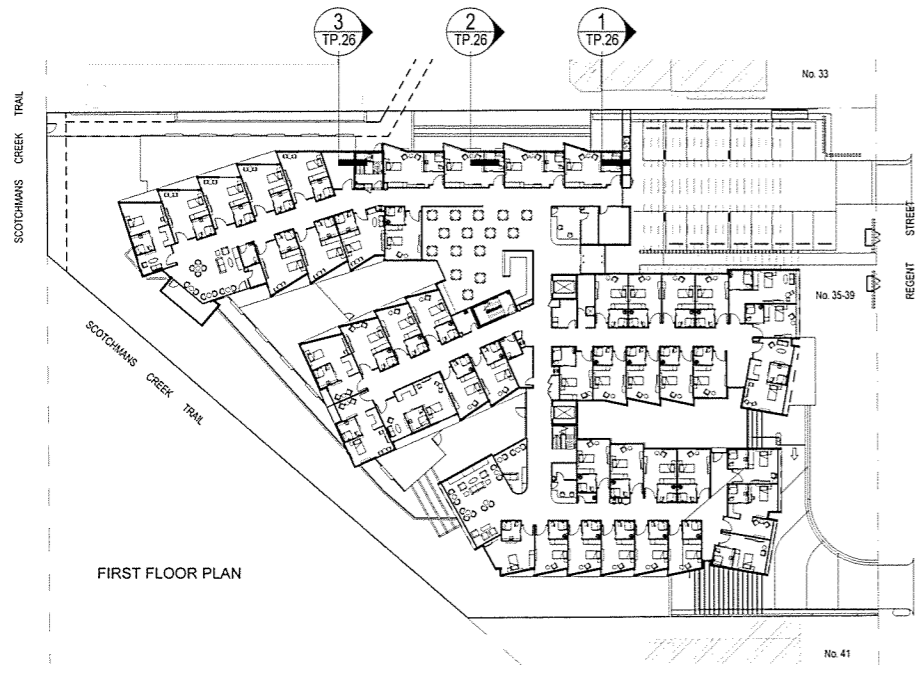 3
TP.26
2
TP.26
1
TP.26
No. 33
SCOTCHMANS CREEK TRAIL
REGENT STREET
No. 35-39
SCOTCHMANS CREEK TRAIL
FIRST FLOOR PLAN
No. 41